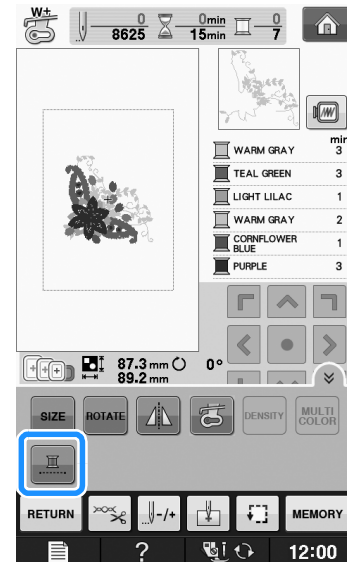 W+
0
8625
0min
15min
0
7
min
WARM GRAY 3
TEAL GREEN 3
LIGHT LILAC 1
WARM GRAY 2
CORNFLOWER
BLUE 1
PURPLE 3
87.3 mm 0°
89.2 mm
SIZE ROTATE DENSITY MULTI
COLOR
RETURN -/+ MEMORY
? 12:00